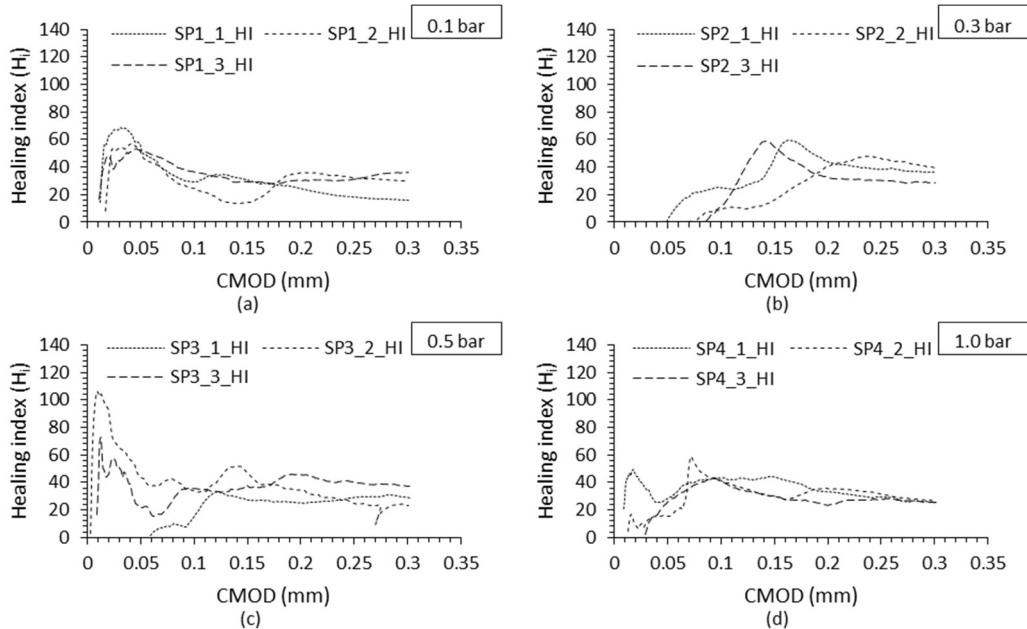 SP1_1_HI SP1_2_HI 0.1 bar
SP1_3_HI
Healing index (Hᵢ)
140
120
100
80
60
40
20
0
0 0.05 0.1 0.15 0.2 0.25 0.3 0.35
CMOD (mm)
(a)
SP2_1_HI SP2_2_HI 0.3 bar
SP2_3_HI
Healing index (Hᵢ)
140
120
100
80
60
40
20
0
0 0.05 0.1 0.15 0.2 0.25 0.3 0.35
CMOD (mm)
(b)
SP3_1_HI SP3_2_HI 0.5 bar
SP3_3_HI
Healing index (Hᵢ)
140
120
100
80
60
40
20
0
0 0.05 0.1 0.15 0.2 0.25 0.3 0.35
CMOD (mm)
(c)
SP4_1_HI SP4_2_HI 1.0 bar
SP4_3_HI
Healing index (Hᵢ)
140
120
100
80
60
40
20
0
0 0.05 0.1 0.15 0.2 0.25 0.3 0.35
CMOD (mm)
(d)